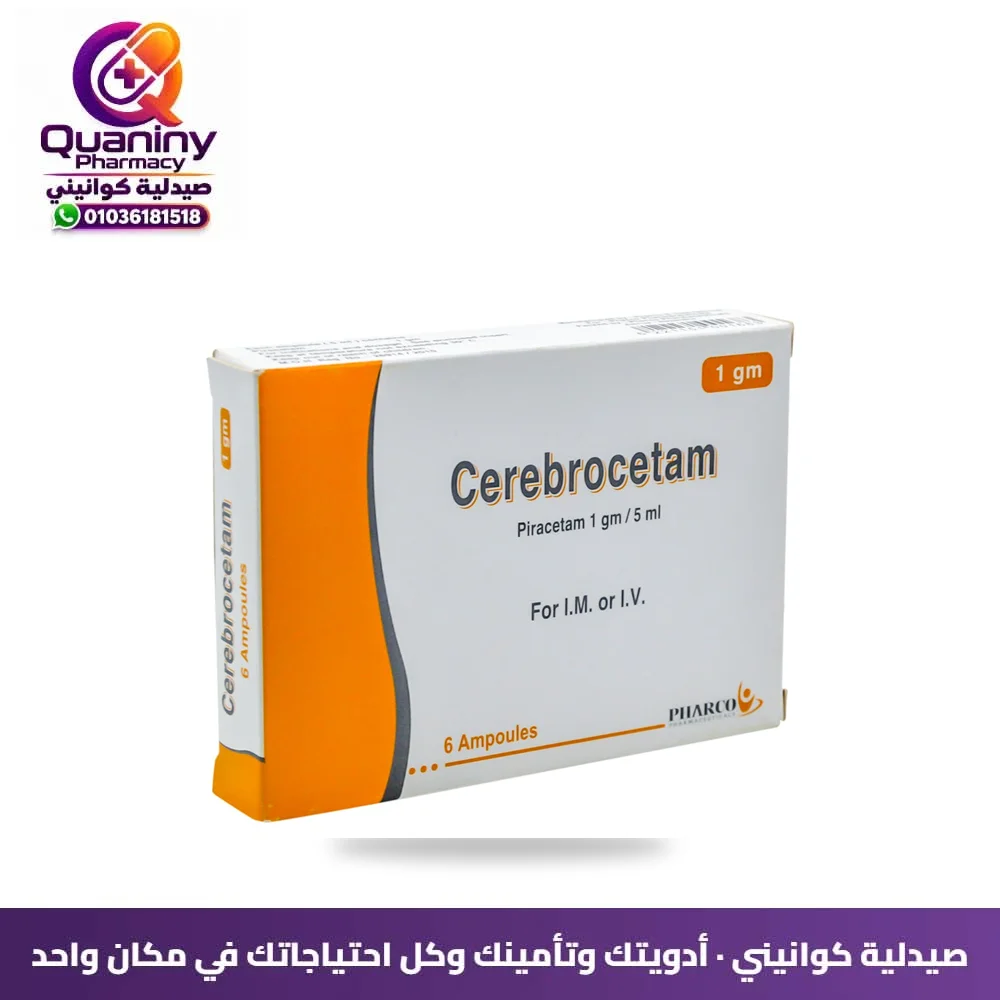 Quaniny
Pharmacy
صيدلية كوانيني
01036181518
1 gm
Cerebrocetam
Piracetam 1 gm / 5 ml
For I.M. or I.V.
6 Ampoules
PHARCO
PHARMACEUTICALS
1 gm
Cerebrocetam
6 Ampoules
صيدلية كوانيني · أدويتك وتأمينك وكل احتياجاتك في مكان واحد